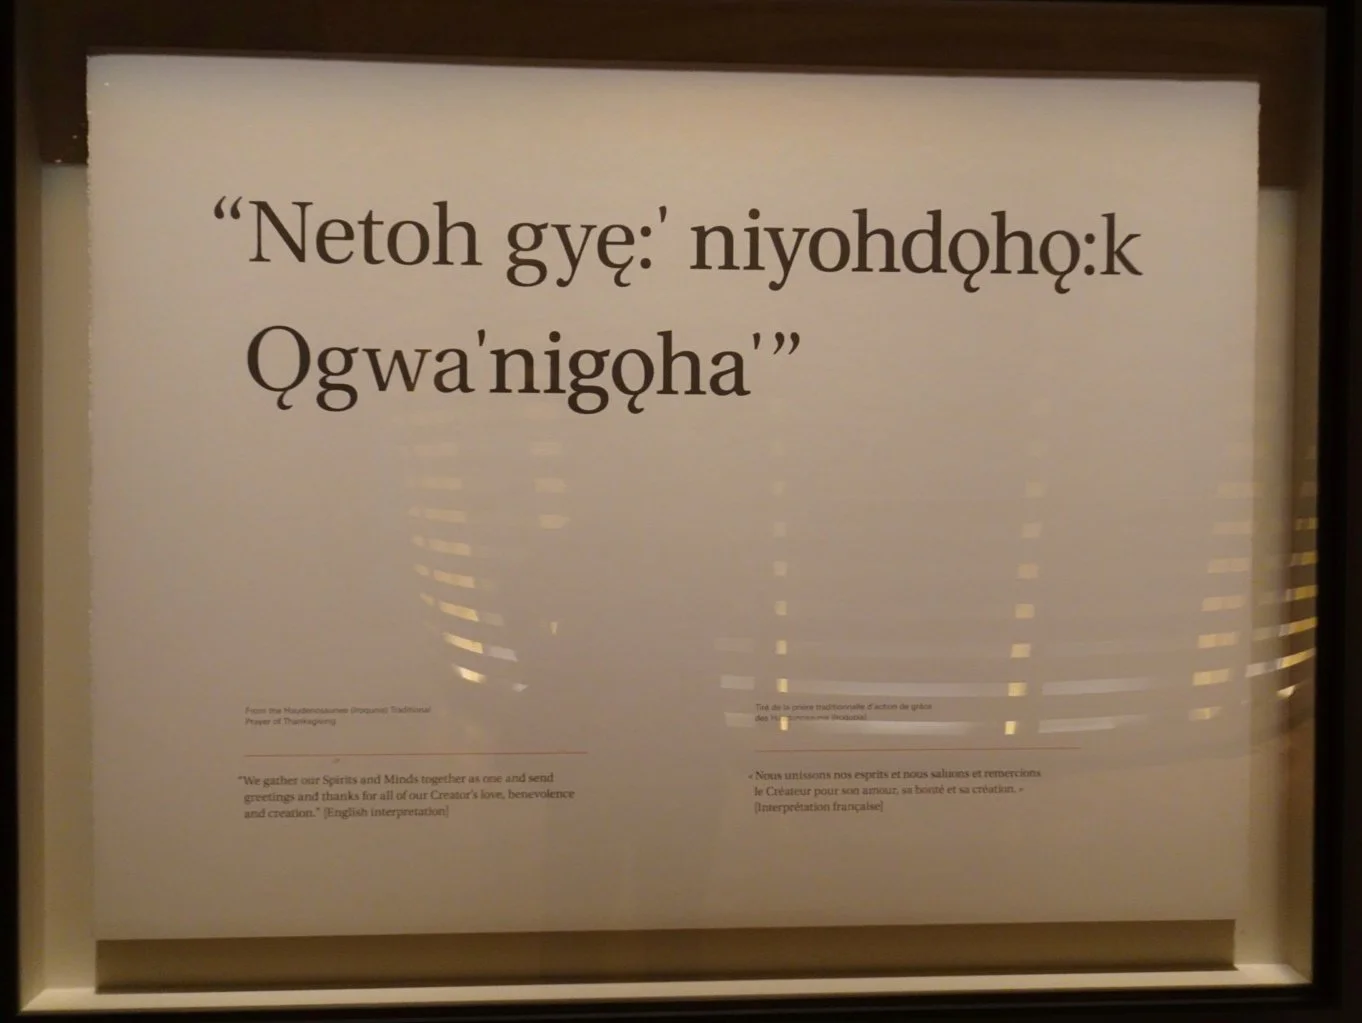 “Netoh gyę:' niyohdǫhǫ:k
Ǫgwa'nigǫha'”
From the Haudenosaunee (Iroquois) Traditional
Prayer of Thanksgiving
“We gather our Spirits and Minds together as one and send
greetings and thanks for all of our Creator's love, benevolence
and creation.” [English interpretation]
Tiré de la prière traditionnelle d'action de grâce
des Haudenosaunee (Iroquois)
« Nous unissons nos esprits et nous saluons et remercions
le Créateur pour son amour, sa bonté et sa création. »
[Interprétation française]